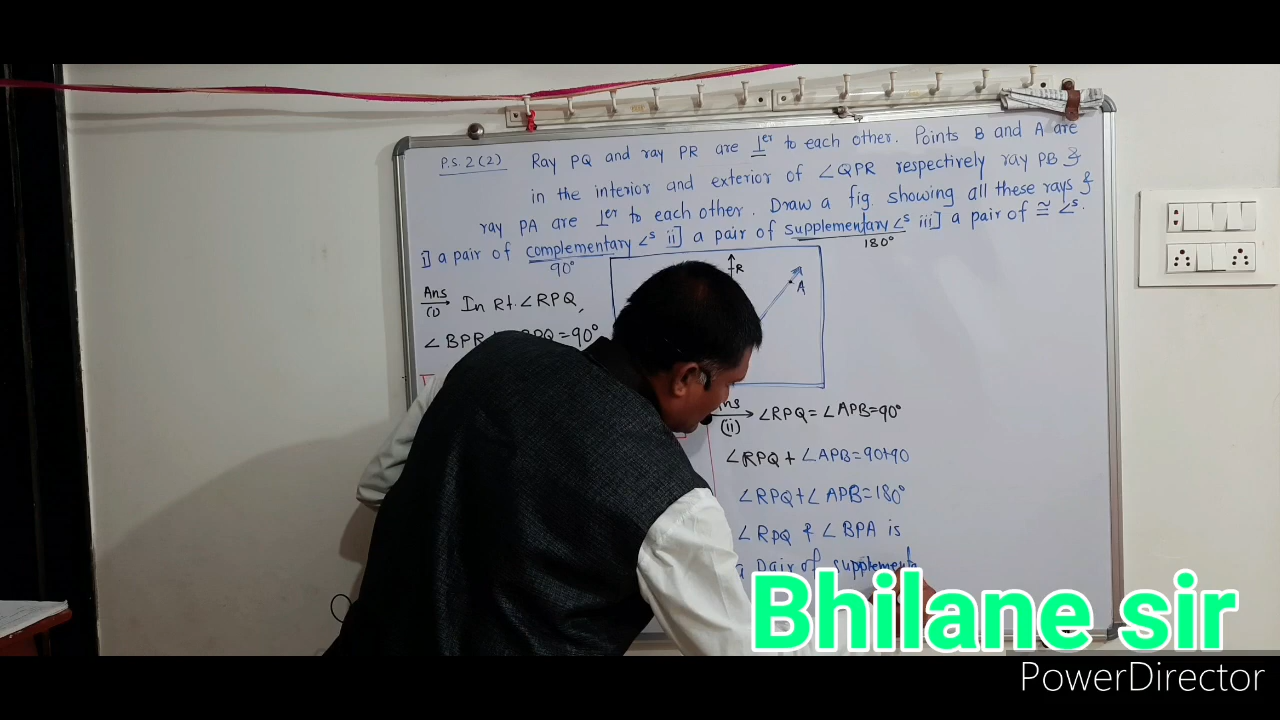 P.S. 2 (2) Ray PQ and ray PR are ⊥er to each other. Points B and A are
in the interior and exterior of ∠QPR respectively ray PB &
ray PA are ⊥er to each other. Draw a fig. showing all these rays &
i] a pair of complementary ∠s ii] a pair of supplementary ∠s iii] a pair of ≅ ∠s.
90° 180°
Ans (i) → In Rt. ∠RPQ,
∠BPR PQ = 90°
R
A
Ans (ii) → ∠RPQ = ∠APB = 90°
∠RPQ + ∠APB = 90+90
∠RPQ + ∠APB = 180°
∠RPQ & ∠BPA is
a pair of supplement
Bhilane sir
PowerDirector